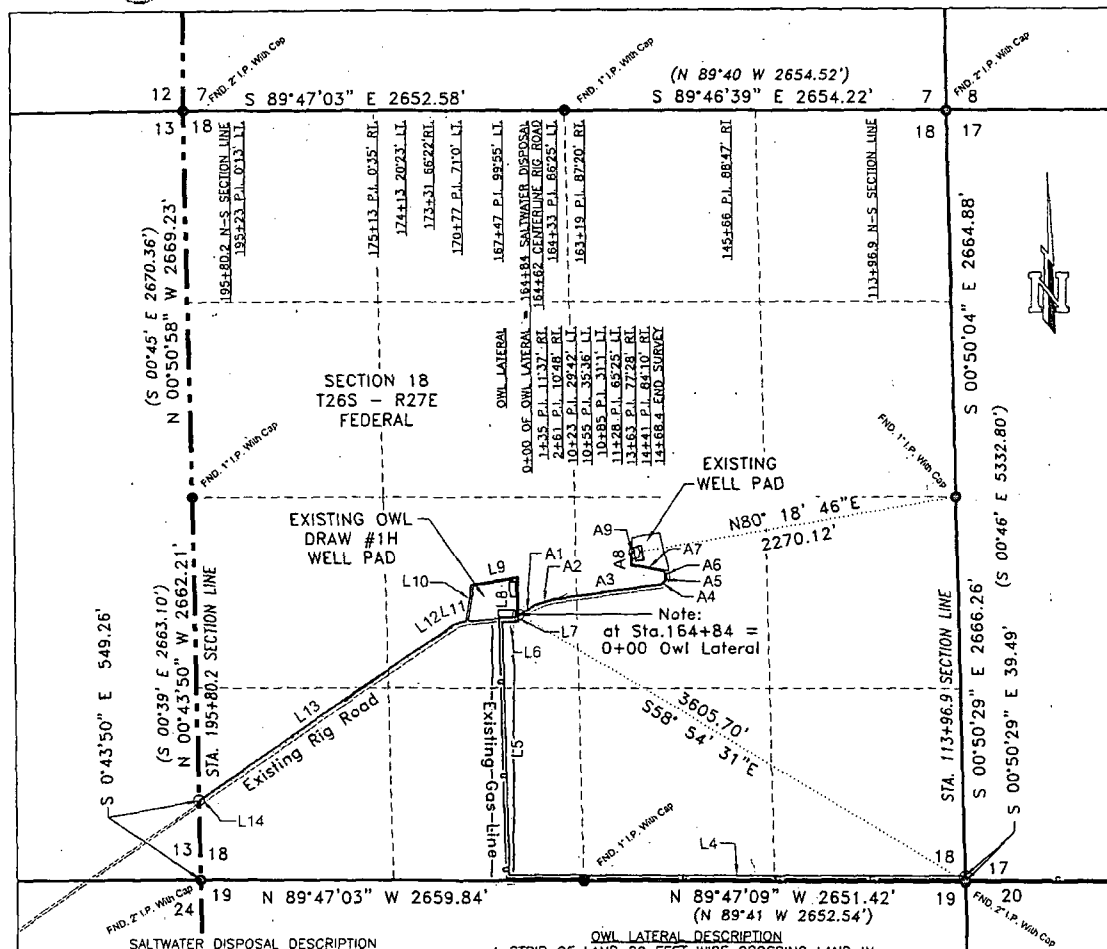 (N 89°40 W 2654.52')
S 89°47'03" E 2652.58'
S 89°46'39" E 2654.22'
FND. 2" I.P. With Cap
FND. 1" I.P. With Cap
FND. 2" I.P. With Cap
12 7
7 8
13 18
18 17
195+80.2 N-S SECTION LINE
195+23 P.I. 0°13' LT.
175+13 P.I. 0°35' RT.
174+13 20°23' LT.
173+31 66°22' RT.
170+77 P.I. 71°0' LT.
167+47 P.I. 99°55' LT.
0+00 OF OWL LATERAL = 164+84 SALTWATER DISPOSAL
164+62 CENTERLINE RIG ROAD
164+33 P.I. 86°25' LT.
163+19 P.I. 87°20' RT.
145+66 P.I. 88°47' RT.
113+96.9 N-S SECTION LINE
(S 00°45' E 2670.36')
N 00°50'58" W 2669.23'
S 00°50'04" E 2664.88'
N
OWL LATERAL
1+35 P.I. 11°37' RT.
2+61 P.I. 10°48' RT.
10+23 P.I. 29°42' LT.
10+55 P.I. 35°36' LT.
10+85 P.I. 31°1' LT.
11+28 P.I. 65°25' LT.
13+63 P.I. 77°28' RT.
14+41 P.I. 84°10' RT.
14+68.4 END SURVEY
SECTION 18
T26S - R27E
FEDERAL
FND. 1" I.P. With Cap
FND. 1" I.P. With Cap
EXISTING
WELL PAD
N80° 18' 46"E
2270.12'
(S 00°46' E 5332.80')
EXISTING OWL
DRAW #1H
WELL PAD
A9
A8
A7
A6
A5
A4
A3
A2
A1
L10
L9
L8
L12
L11
L7
L6
Note:
at Sta.164+84 =
0+00 Owl Lateral
L13
Existing Rig Road
Existing-Gas-Line
L5
3605.70'
S58° 54' 31"E
S 0°43'50" E 549.26'
(S 00°39' E 2663.10')
N 00°43'50" W 2662.21'
STA. 195+80.2 SECTION LINE
STA. 113+96.9 SECTION LINE
S 00°50'29" E 2666.26'
S 00°50'29" E 39.49'
L14
FND. 1" I.P. With Cap
L4
13 18
18 17
24 19
19 20
N 89°47'03" W 2659.84'
N 89°47'09" W 2651.42'
(N 89°41 W 2652.54')
FND. 2" I.P. With Cap
FND. 2" I.P. With Cap
SALTWATER DISPOSAL DESCRIPTION
OWL LATERAL DESCRIPTION